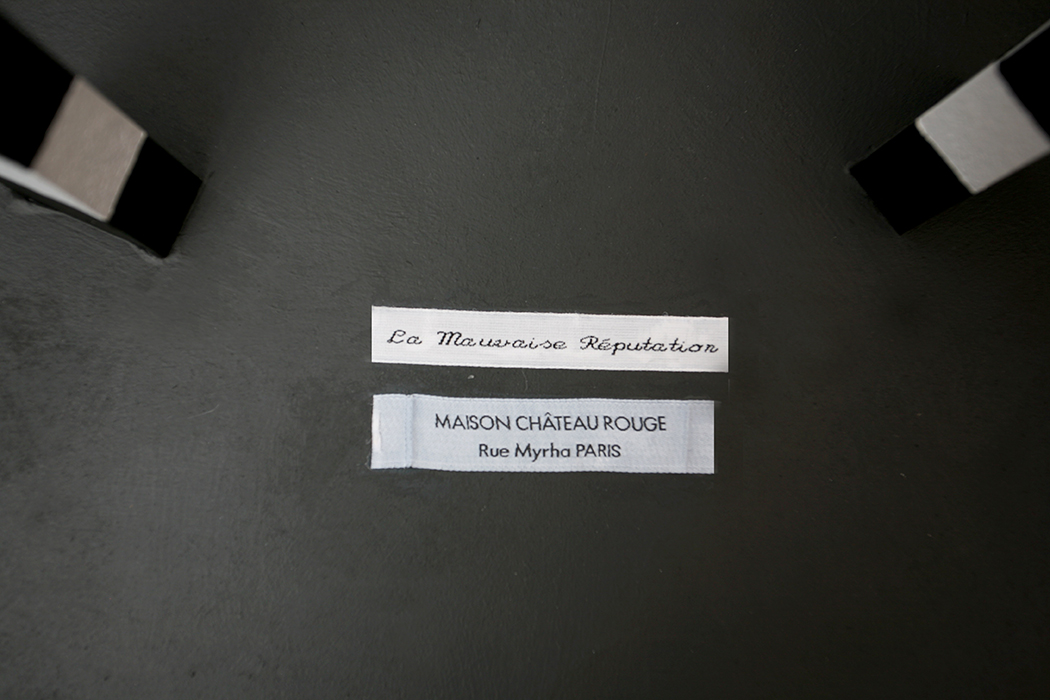 La Mauvaise Réputation
MAISON CHÂTEAU ROUGE
Rue Myrha PARIS